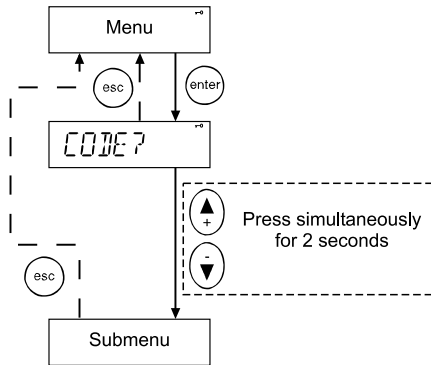 Menu
esc
enter
CODE?
+
Press simultaneously
for 2 seconds
-
esc
Submenu